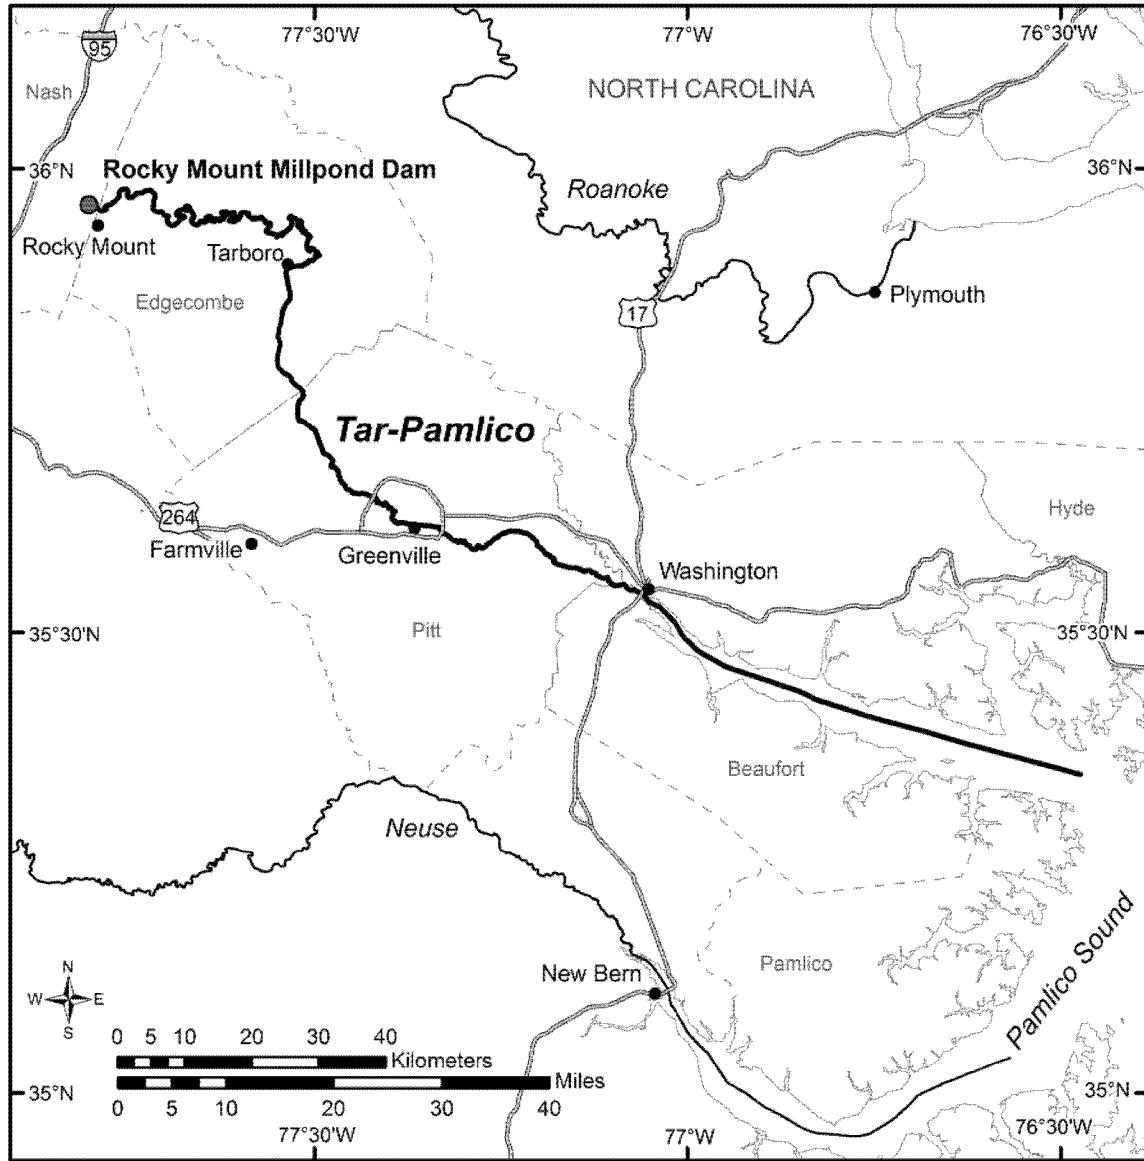 77°30'W
77°W
76°30'W
95
Nash
NORTH CAROLINA
36°N
Rocky Mount Millpond Dam
36°N
Roanoke
Rocky Mount
Tarboro
Edgecombe
Plymouth
17
Tar-Pamlico
Hyde
264
Farmville
Greenville
Washington
Pitt
35°30'N
35°30'N
Beaufort
Neuse
Pamlico Sound
New Bern
Pamlico
N
W
E
S
0 5 10 20 30 40
Kilometers
Miles
0 5 10 20 30 40
35°N
35°N
77°30'W
77°W
76°30'W